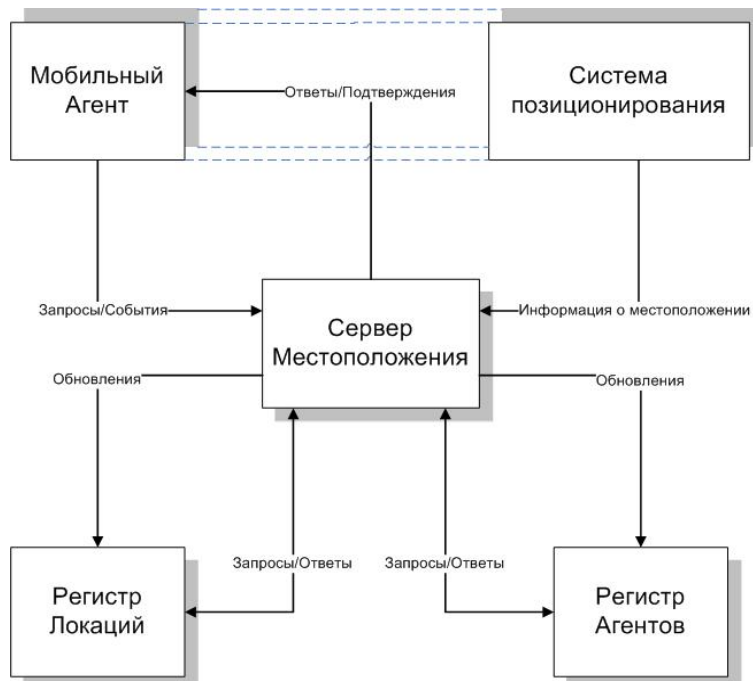 Мобильный
Агент
Ответы/Подтверждения
Система
позиционирования
Запросы/События
Сервер
Местоположения
Информация о местоположении
Обновления
Обновления
Запросы/Ответы
Запросы/Ответы
Регистр
Локаций
Регистр
Агентов